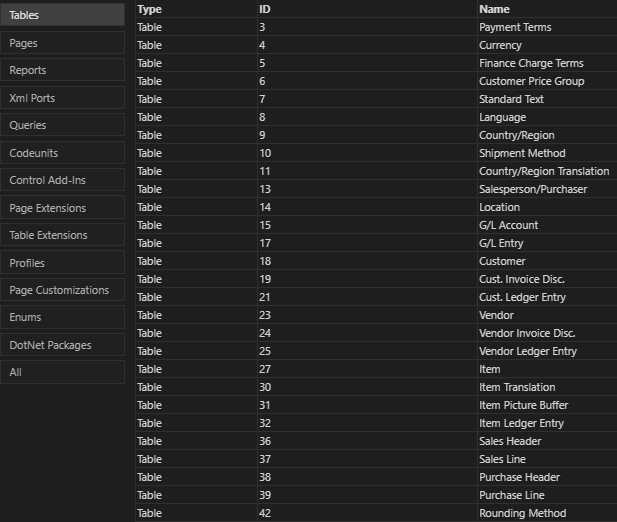 Tables
Pages
Reports
Xml Ports
Queries
Codeunits
Control Add-Ins
Page Extensions
Table Extensions
Profiles
Page Customizations
Enums
DotNet Packages
All
Type ID Name
Table 3 Payment Terms
Table 4 Currency
Table 5 Finance Charge Terms
Table 6 Customer Price Group
Table 7 Standard Text
Table 8 Language
Table 9 Country/Region
Table 10 Shipment Method
Table 11 Country/Region Translation
Table 13 Salesperson/Purchaser
Table 14 Location
Table 15 G/L Account
Table 17 G/L Entry
Table 18 Customer
Table 19 Cust. Invoice Disc.
Table 21 Cust. Ledger Entry
Table 23 Vendor
Table 24 Vendor Invoice Disc.
Table 25 Vendor Ledger Entry
Table 27 Item
Table 30 Item Translation
Table 31 Item Picture Buffer
Table 32 Item Ledger Entry
Table 36 Sales Header
Table 37 Sales Line
Table 38 Purchase Header
Table 39 Purchase Line
Table 42 Rounding Method